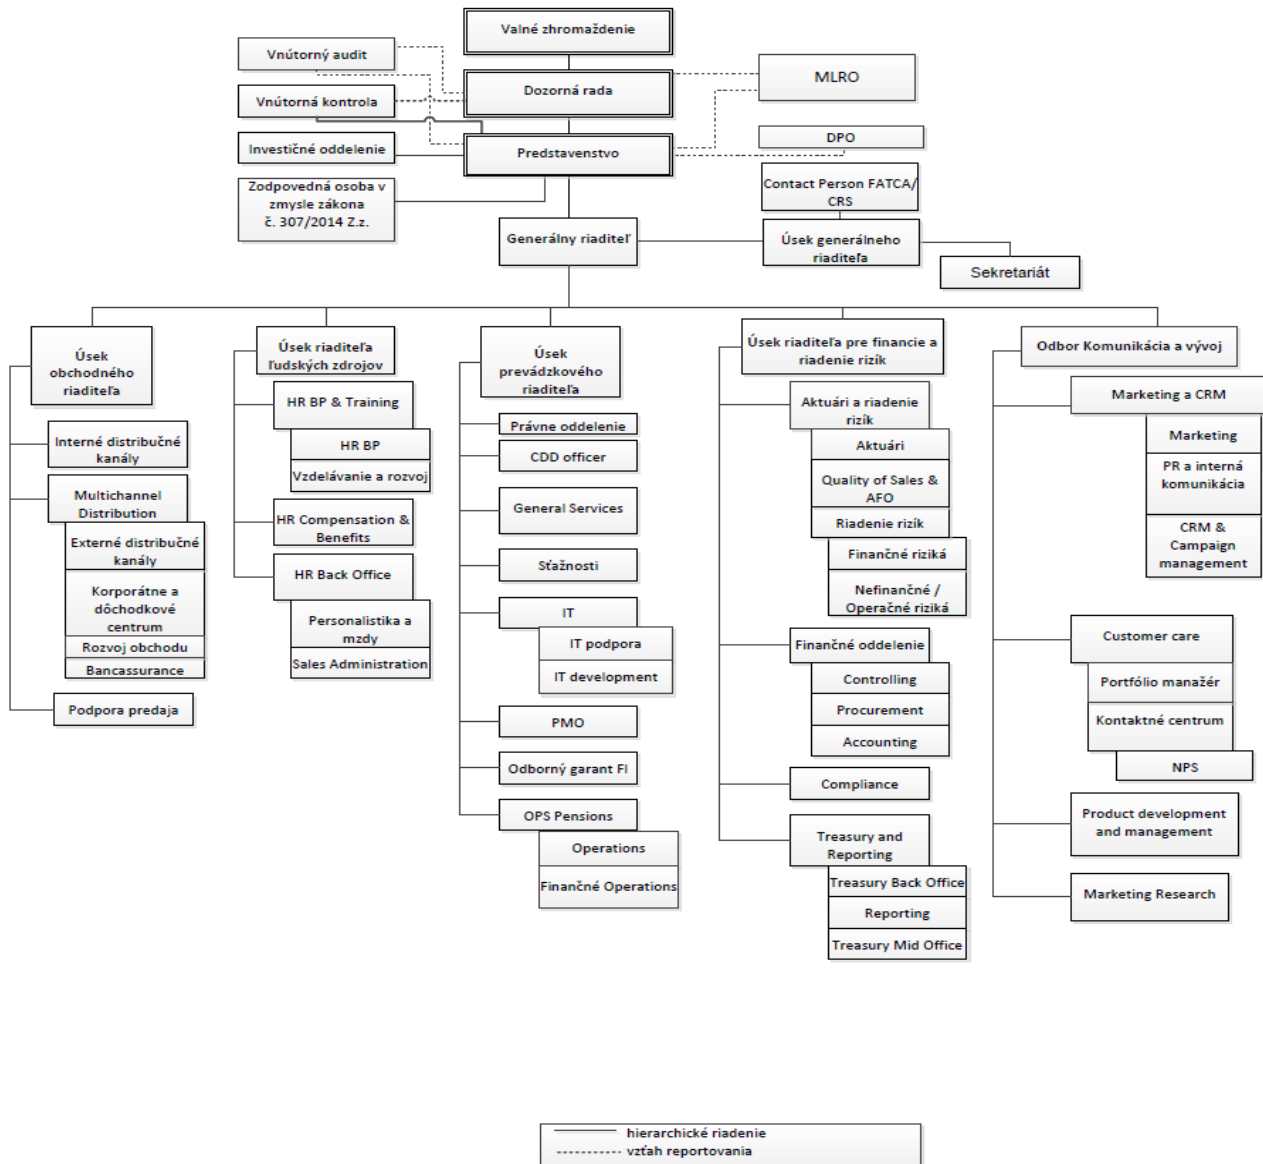 Valné zhromaždenie
Vnútorný audit
MLRO
Dozorná rada
Vnútorná kontrola
DPO
Investičné oddelenie
Predstavenstvo
Contact Person FATCA/
CRS
Zodpovedná osoba v
zmysle zákona
č. 307/2014 Z.z.
Generálny riaditeľ
Úsek generálneho
riaditeľa
Sekretariát
Úsek
obchodného
riaditeľa
Interné distribučné
kanály
Multichannel
Distribution
Externé distribučné
kanály
Korporátne a
dôchodkové
centrum
Rozvoj obchodu
Bancassurance
Podpora predaja
Úsek riaditeľa
ľudských zdrojov
HR BP & Training
HR BP
Vzdelávanie a rozvoj
HR Compensation &
Benefits
HR Back Office
Personalistika a
mzdy
Sales Administration
Úsek
prevádzkového
riaditeľa
Právne oddelenie
CDD officer
General Services
Sťažnosti
IT
IT podpora
IT development
PMO
Odborný garant FI
OPS Pensions
Operations
Finančné Operations
Úsek riaditeľa pre financie a
riadenie rizík
Aktuári a riadenie
rizík
Aktuári
Quality of Sales &
AFO
Riadenie rizík
Finančné riziká
Nefinančné /
Operačné riziká
Finančné oddelenie
Controlling
Procurement
Accounting
Compliance
Treasury and
Reporting
Treasury Back Office
Reporting
Treasury Mid Office
Odbor Komunikácia a vývoj
Marketing a CRM
Marketing
PR a interná
komunikácia
CRM &
Campaign
management
Customer care
Portfólio manažér
Kontaktné centrum
NPS
Product development
and management
Marketing Research
hierarchické riadenie
vzťah reportovania